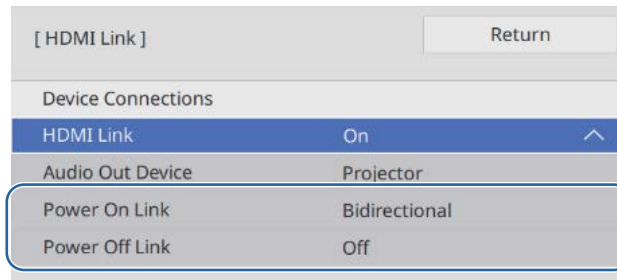 [ HDMI Link ] Return
Device Connections
HDMI Link On
Audio Out Device Projector
Power On Link Bidirectional
Power Off Link Off